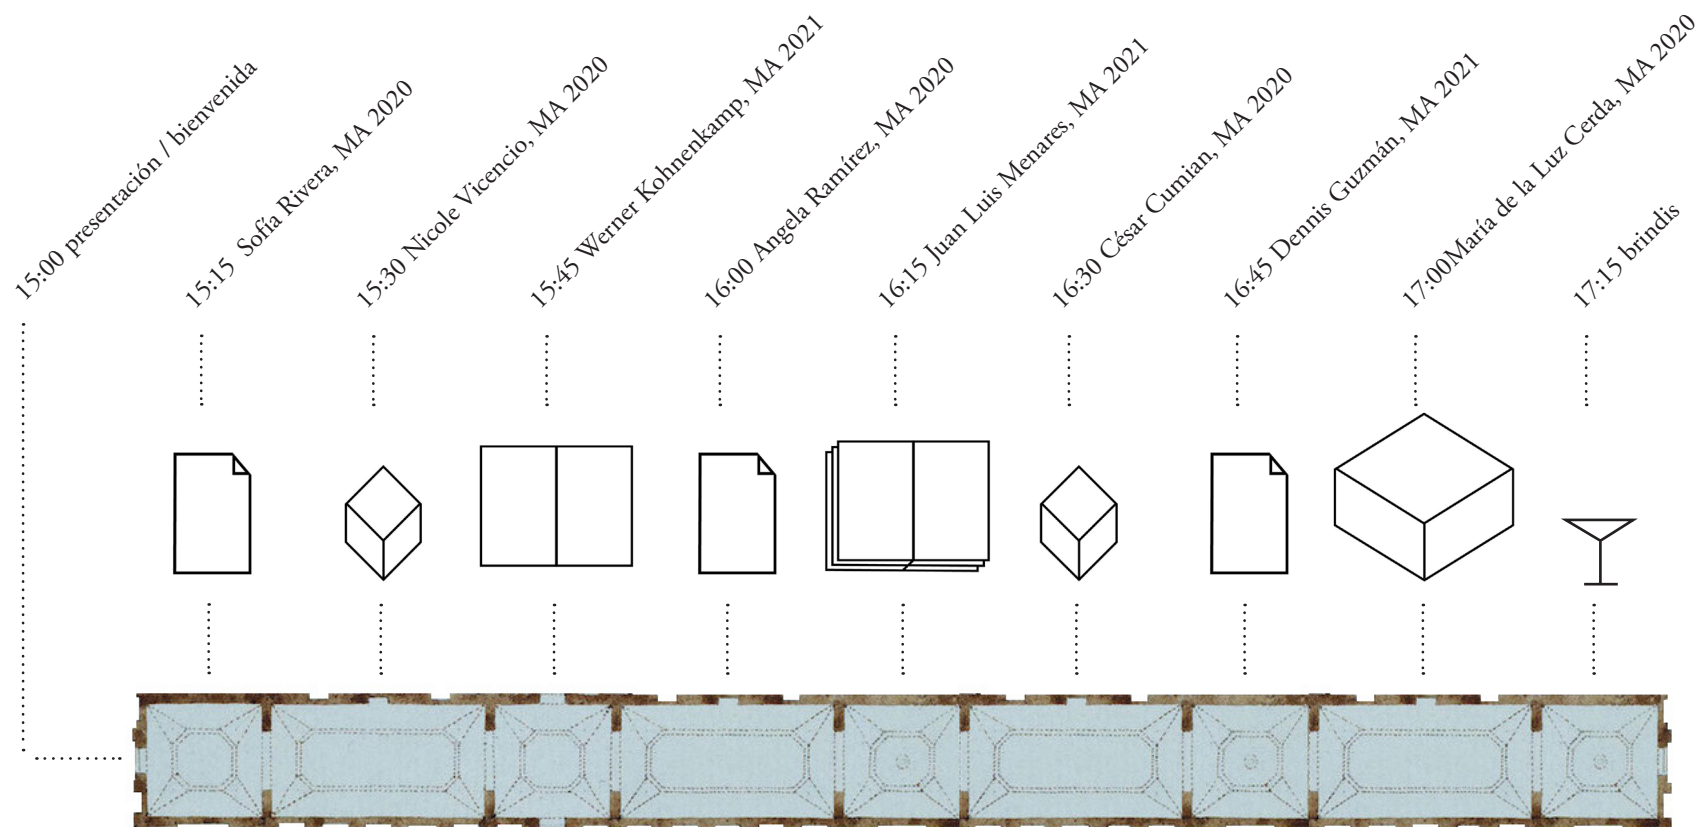 15:00 presentación / bienvenida
15:15 Sofía Rivera, MA 2020
15:30 Nicole Vicencio, MA 2020
15:45 Werner Kohnenkamp, MA 2021
16:00 Angela Ramírez, MA 2020
16:15 Juan Luis Menares, MA 2021
16:30 César Cumian, MA 2020
16:45 Dennis Guzmán, MA 2021
17:00María de la Luz Cerda, MA 2020
17:15 brindis